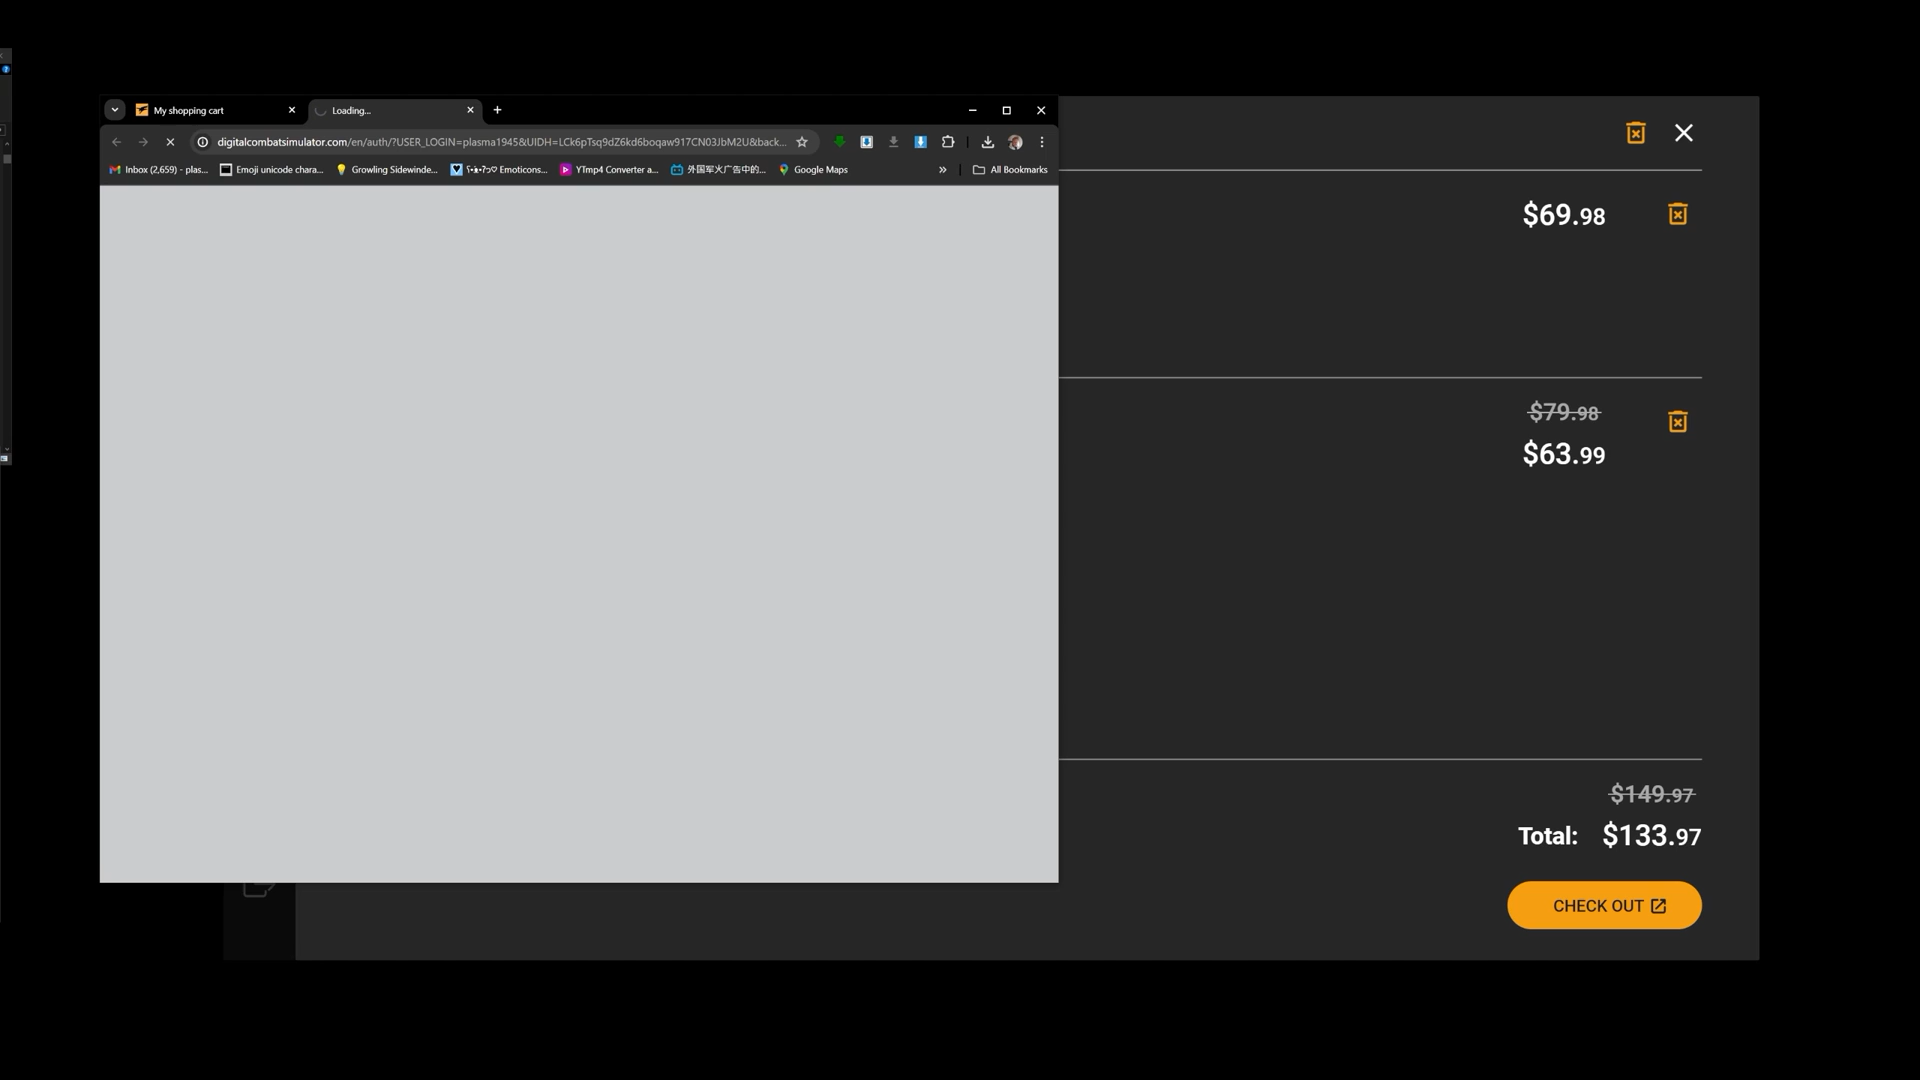 My shopping cart
Loading...
digitalcombatsimulator.com/en/auth/?USER_LOGIN=plasma1945&UIDH=LCk6pTsq9dZ6kd6boqaw917CN03JbM2U&back...
Inbox (2,659) - plas...
Emoji unicode chara...
Growling Sidewinde...
Emoticons...
YTmp4 Converter a...
外国军火广告中的...
Google Maps
»
All Bookmarks
$69.98
$79.98
$63.99
$149.97
Total: $133.97
CHECK OUT